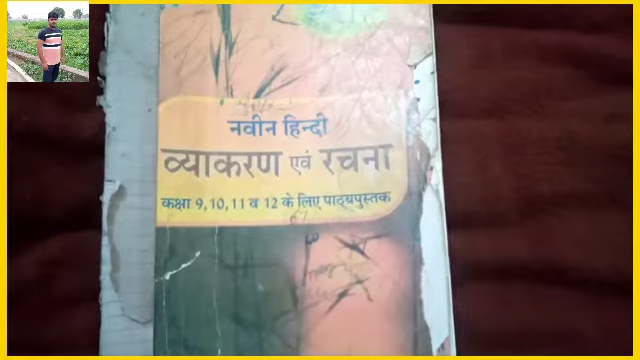 नवीन हिन्दी
व्याकरण एवं रचना
कक्षा 9,10,11 व 12 के लिए पाठ्यपुस्तक